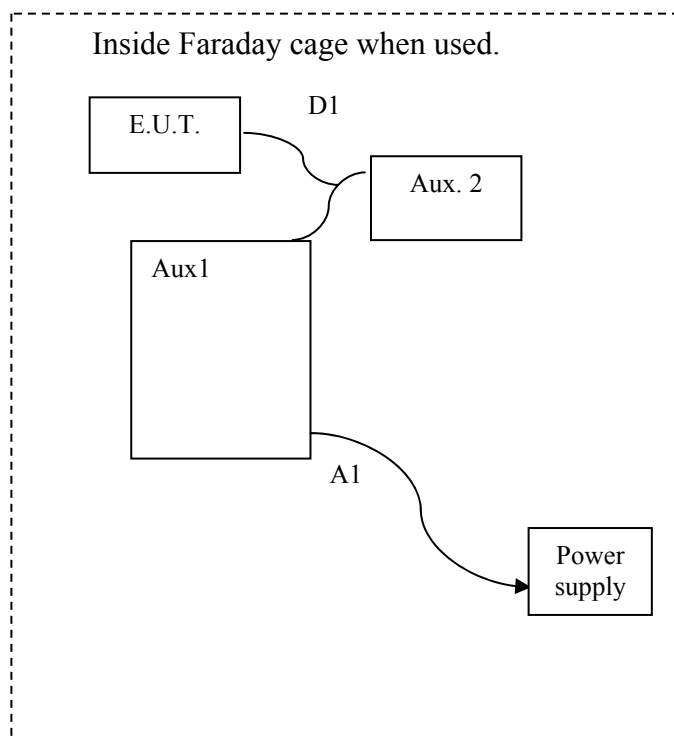 Inside Faraday cage when used.
D1
E.U.T.
Aux. 2
Aux1
A1
Power
supply